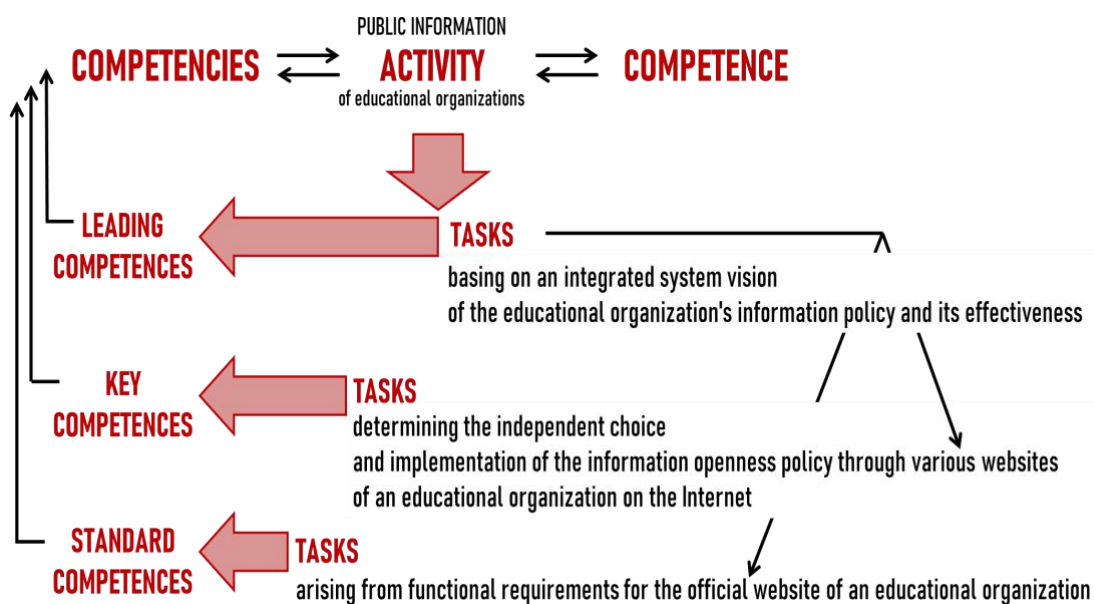 PUBLIC INFORMATION
COMPETENCIES ACTIVITY COMPETENCE
of educational organizations
LEADING
COMPETENCES
TASKS
basing on an integrated system vision
of the educational organization's information policy and its effectiveness
KEY
COMPETENCES
TASKS
determining the independent choice
and implementation of the information openness policy through various websites
of an educational organization on the Internet
STANDARD
COMPETENCES
TASKS
arising from functional requirements for the official website of an educational organization